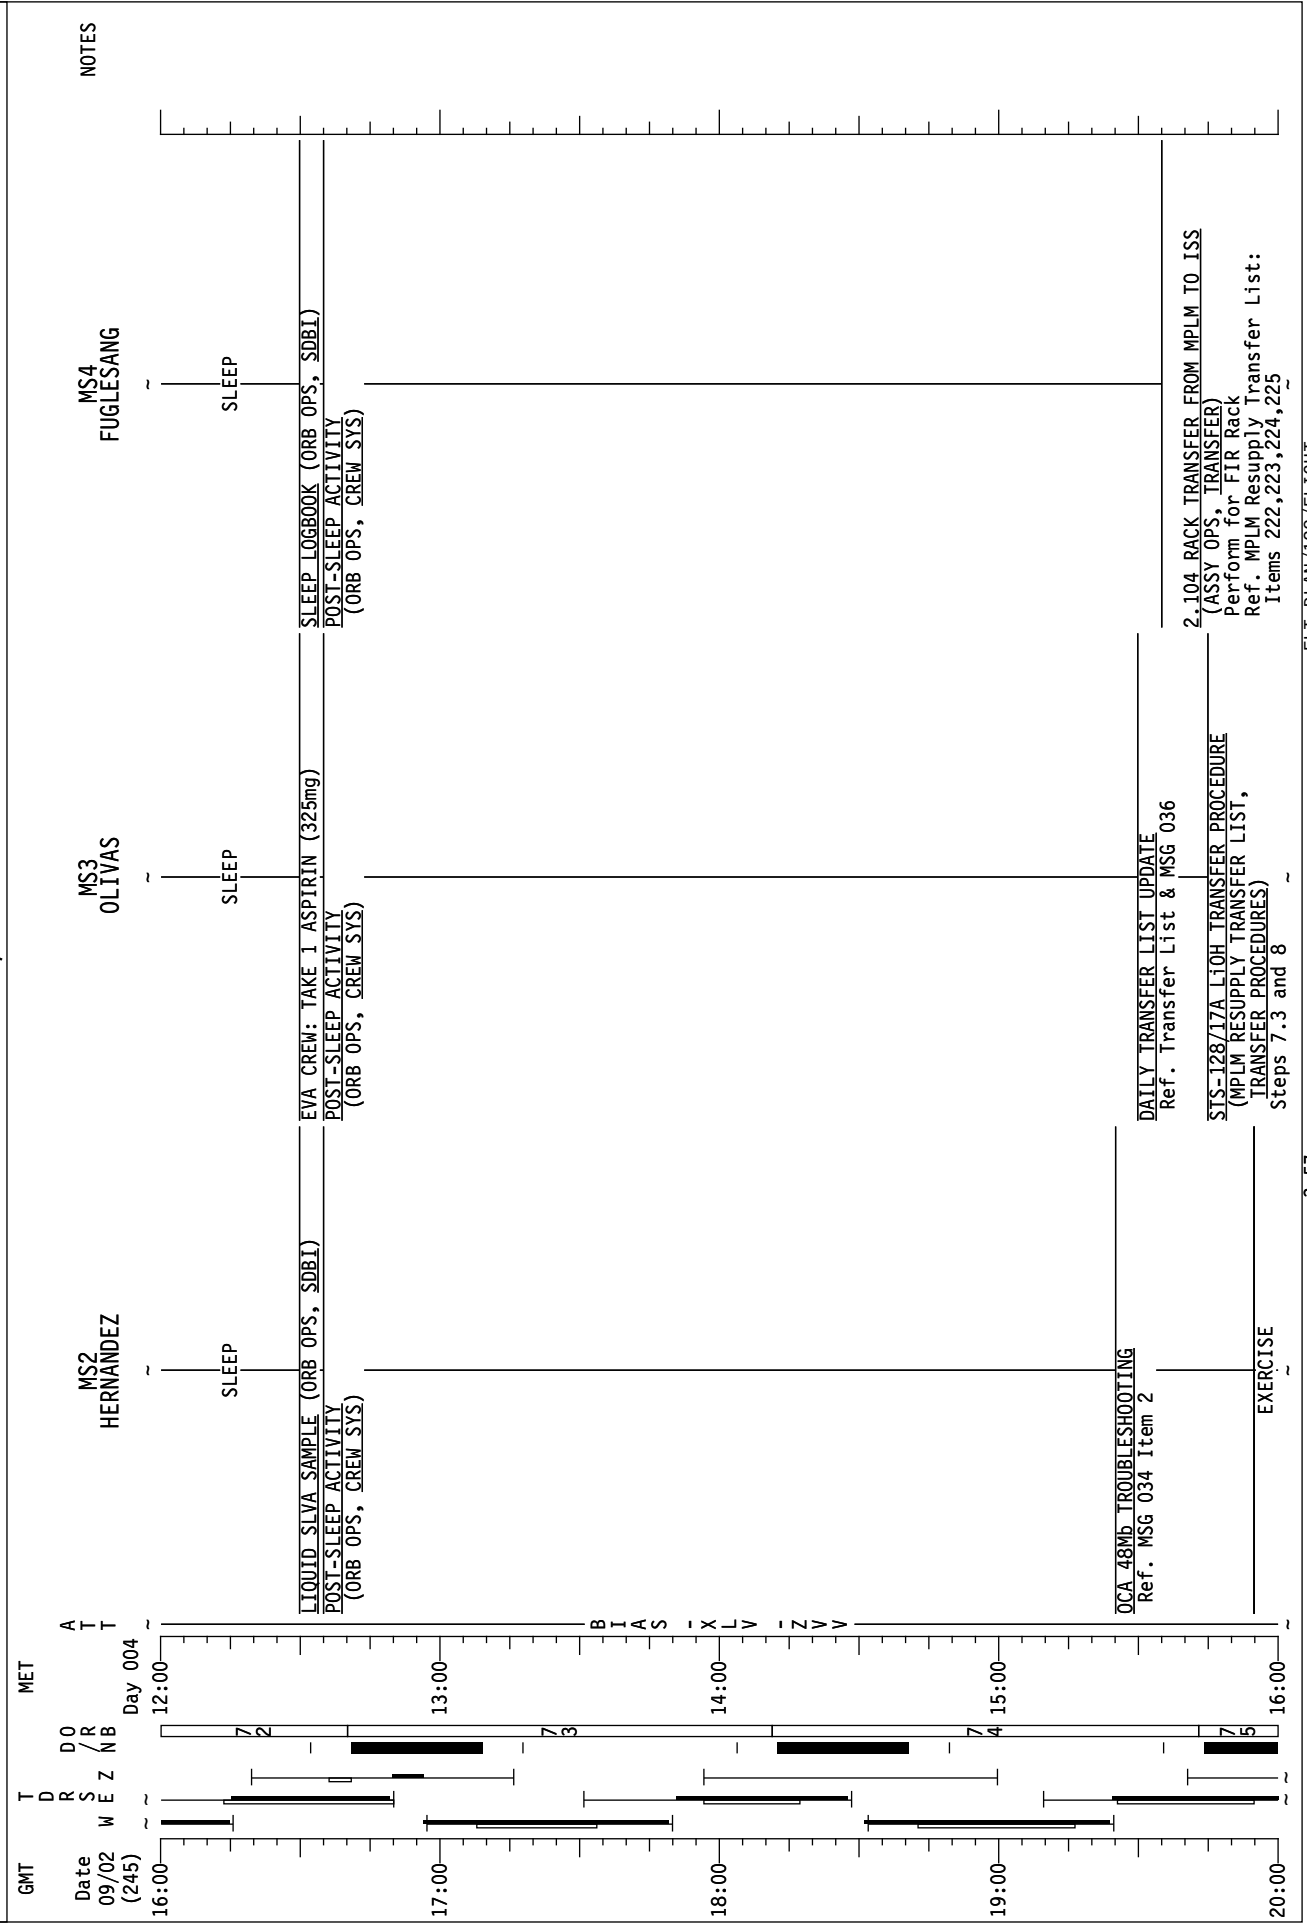 GMT
Date
09/02
(245)
T
D
R
S
W E Z
D O
/ R
N B
MET
Day 004
A
T
T
MS2
HERNANDEZ
MS3
OLIVAS
MS4
FUGLESANG
NOTES
16:00
17:00
18:00
19:00
20:00
72
73
74
75
12:00
13:00
14:00
15:00
16:00
BIAS -XLV -ZVV
SLEEP
LIQUID SLVA SAMPLE (ORB OPS, SDBI)
POST-SLEEP ACTIVITY
(ORB OPS, CREW SYS)
OCA 48Mb TROUBLESHOOTING
Ref. MSG 034 Item 2
EXERCISE
SLEEP
EVA CREW: TAKE 1 ASPIRIN (325mg)
POST-SLEEP ACTIVITY
(ORB OPS, CREW SYS)
DAILY TRANSFER LIST UPDATE
Ref. Transfer List & MSG 036
STS-128/17A LiOH TRANSFER PROCEDURE
(MPLM RESUPPLY TRANSFER LIST,
TRANSFER PROCEDURES)
Steps 7.3 and 8
SLEEP
SLEEP LOGBOOK (ORB OPS, SDBI)
POST-SLEEP ACTIVITY
(ORB OPS, CREW SYS)
2.104 RACK TRANSFER FROM MPLM TO ISS
(ASSY OPS, TRANSFER)
Perform for FIR Rack
Ref. MPLM Resupply Transfer List:
Items 222,223,224,225